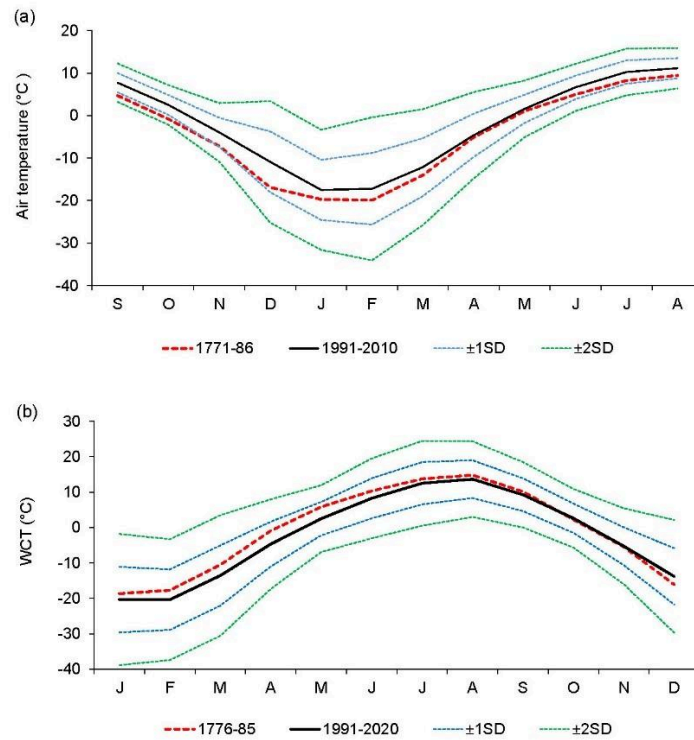 (a)
Air temperature (°C)
20
10
0
-10
-20
-30
-40
S O N D J F M A M J J A
1771-86 1991-2010 ±1SD ±2SD
(b)
WCT (°C)
30
20
10
0
-10
-20
-30
-40
J F M A M J J A S O N D
1776-85 1991-2020 ±1SD ±2SD